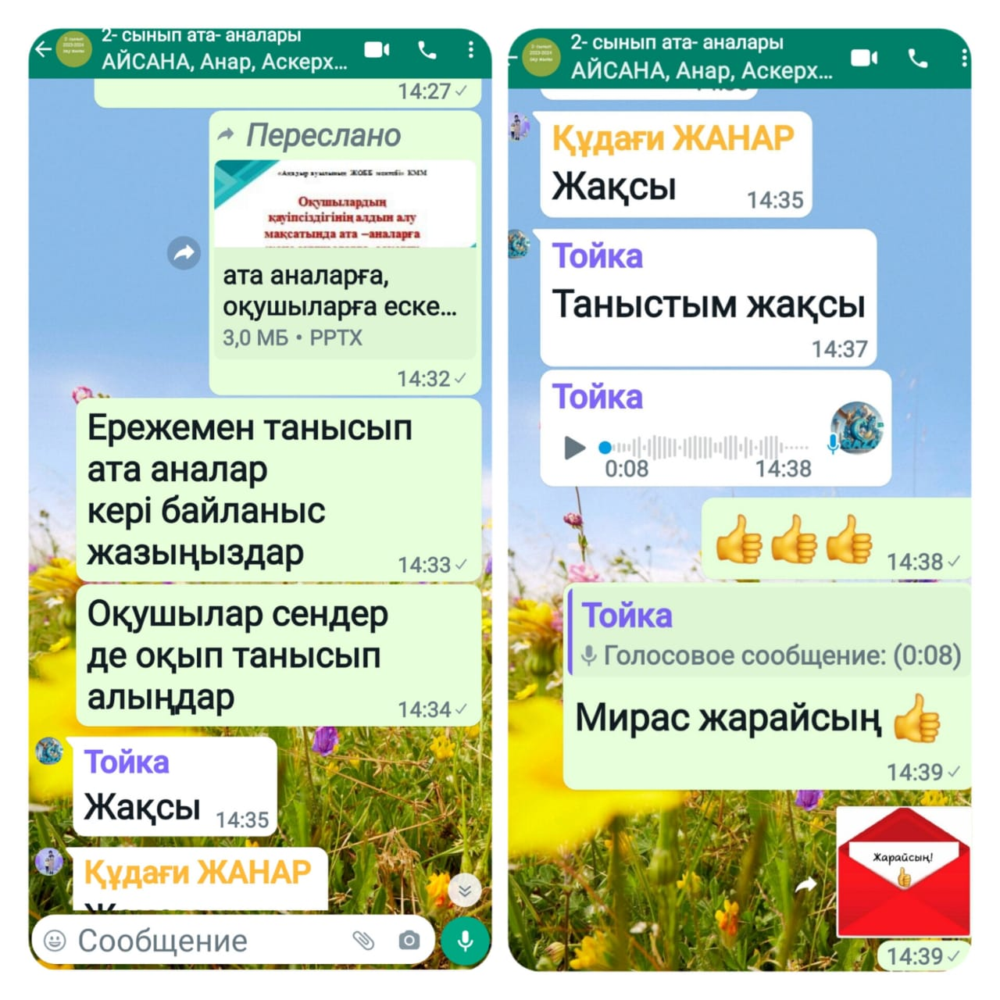 2- сынып ата- аналары
АЙСАНА, Анар, Аскерх...
14:27
Переслано
ЖОББ мектебі» КММ
Оқушылардың
қауіпсіздігінің алдын алу
мақсатында ата –аналарға
ата аналарға,
оқушыларға еске...
3,0 МБ • PPTX
14:32
Ережемен танысып
ата аналар
кері байланыс
жазыңыздар
14:33
Оқушылар сендер
де оқып танысып
алыңдар
14:34
Тойка
Жақсы
14:35
Құдағи ЖАНАР
Сообщение
2- сынып ата- аналары
АЙСАНА, Анар, Аскерх...
Құдағи ЖАНАР
Жақсы
14:35
Тойка
Таныстым жақсы
14:37
Тойка
0:08
14:38
👍👍👍
14:38
Тойка
Голосовое сообщение: (0:08)
Мирас жарайсың 👍
14:39
Жарайсың!
14:39